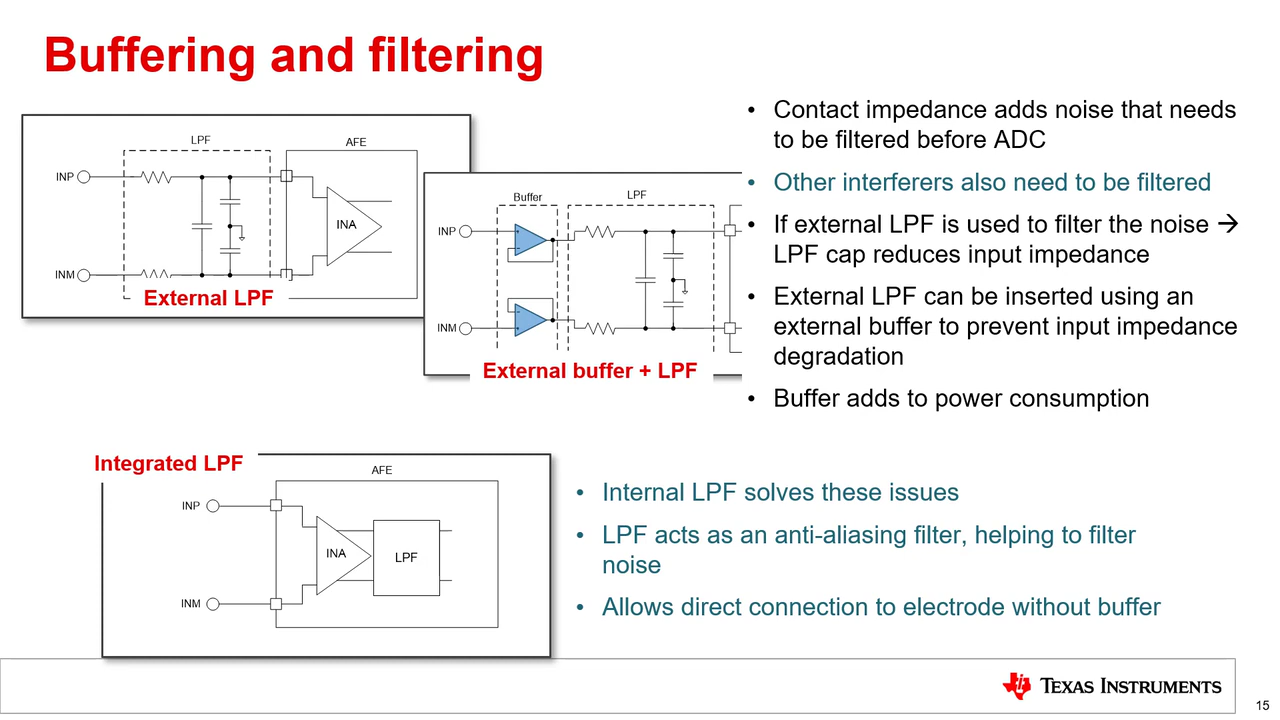 Buffering and filtering
LPF
AFE
INP
INA
INM
External LPF
Buffer
LPF
INP
INM
External buffer + LPF
• Contact impedance adds noise that needs
to be filtered before ADC
• Other interferers also need to be filtered
• If external LPF is used to filter the noise →
LPF cap reduces input impedance
• External LPF can be inserted using an
external buffer to prevent input impedance
degradation
• Buffer adds to power consumption
Integrated LPF
AFE
INP
INA
LPF
INM
• Internal LPF solves these issues
• LPF acts as an anti-aliasing filter, helping to filter
noise
• Allows direct connection to electrode without buffer
TEXAS INSTRUMENTS
15